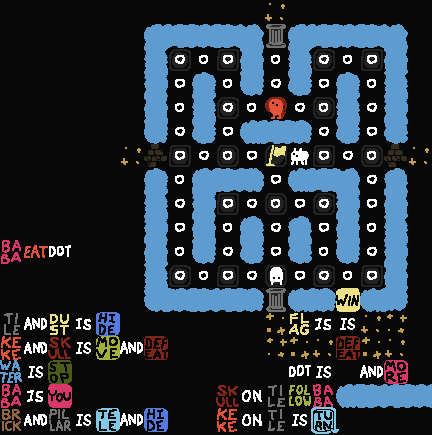 BABA EAT DOT
WIN
TILE AND DUST IS HIDE
FLAG IS IS
KEKE AND SKULL IS MOVE AND DEFEAT
DEFEAT
WATER IS STOP
DOT IS AND MORE
BABA IS YOU
SKULL ON TILE FOLLOW BABA
BRICK AND PILLAR IS TELE AND HIDE
KEKE ON TILE IS TURN